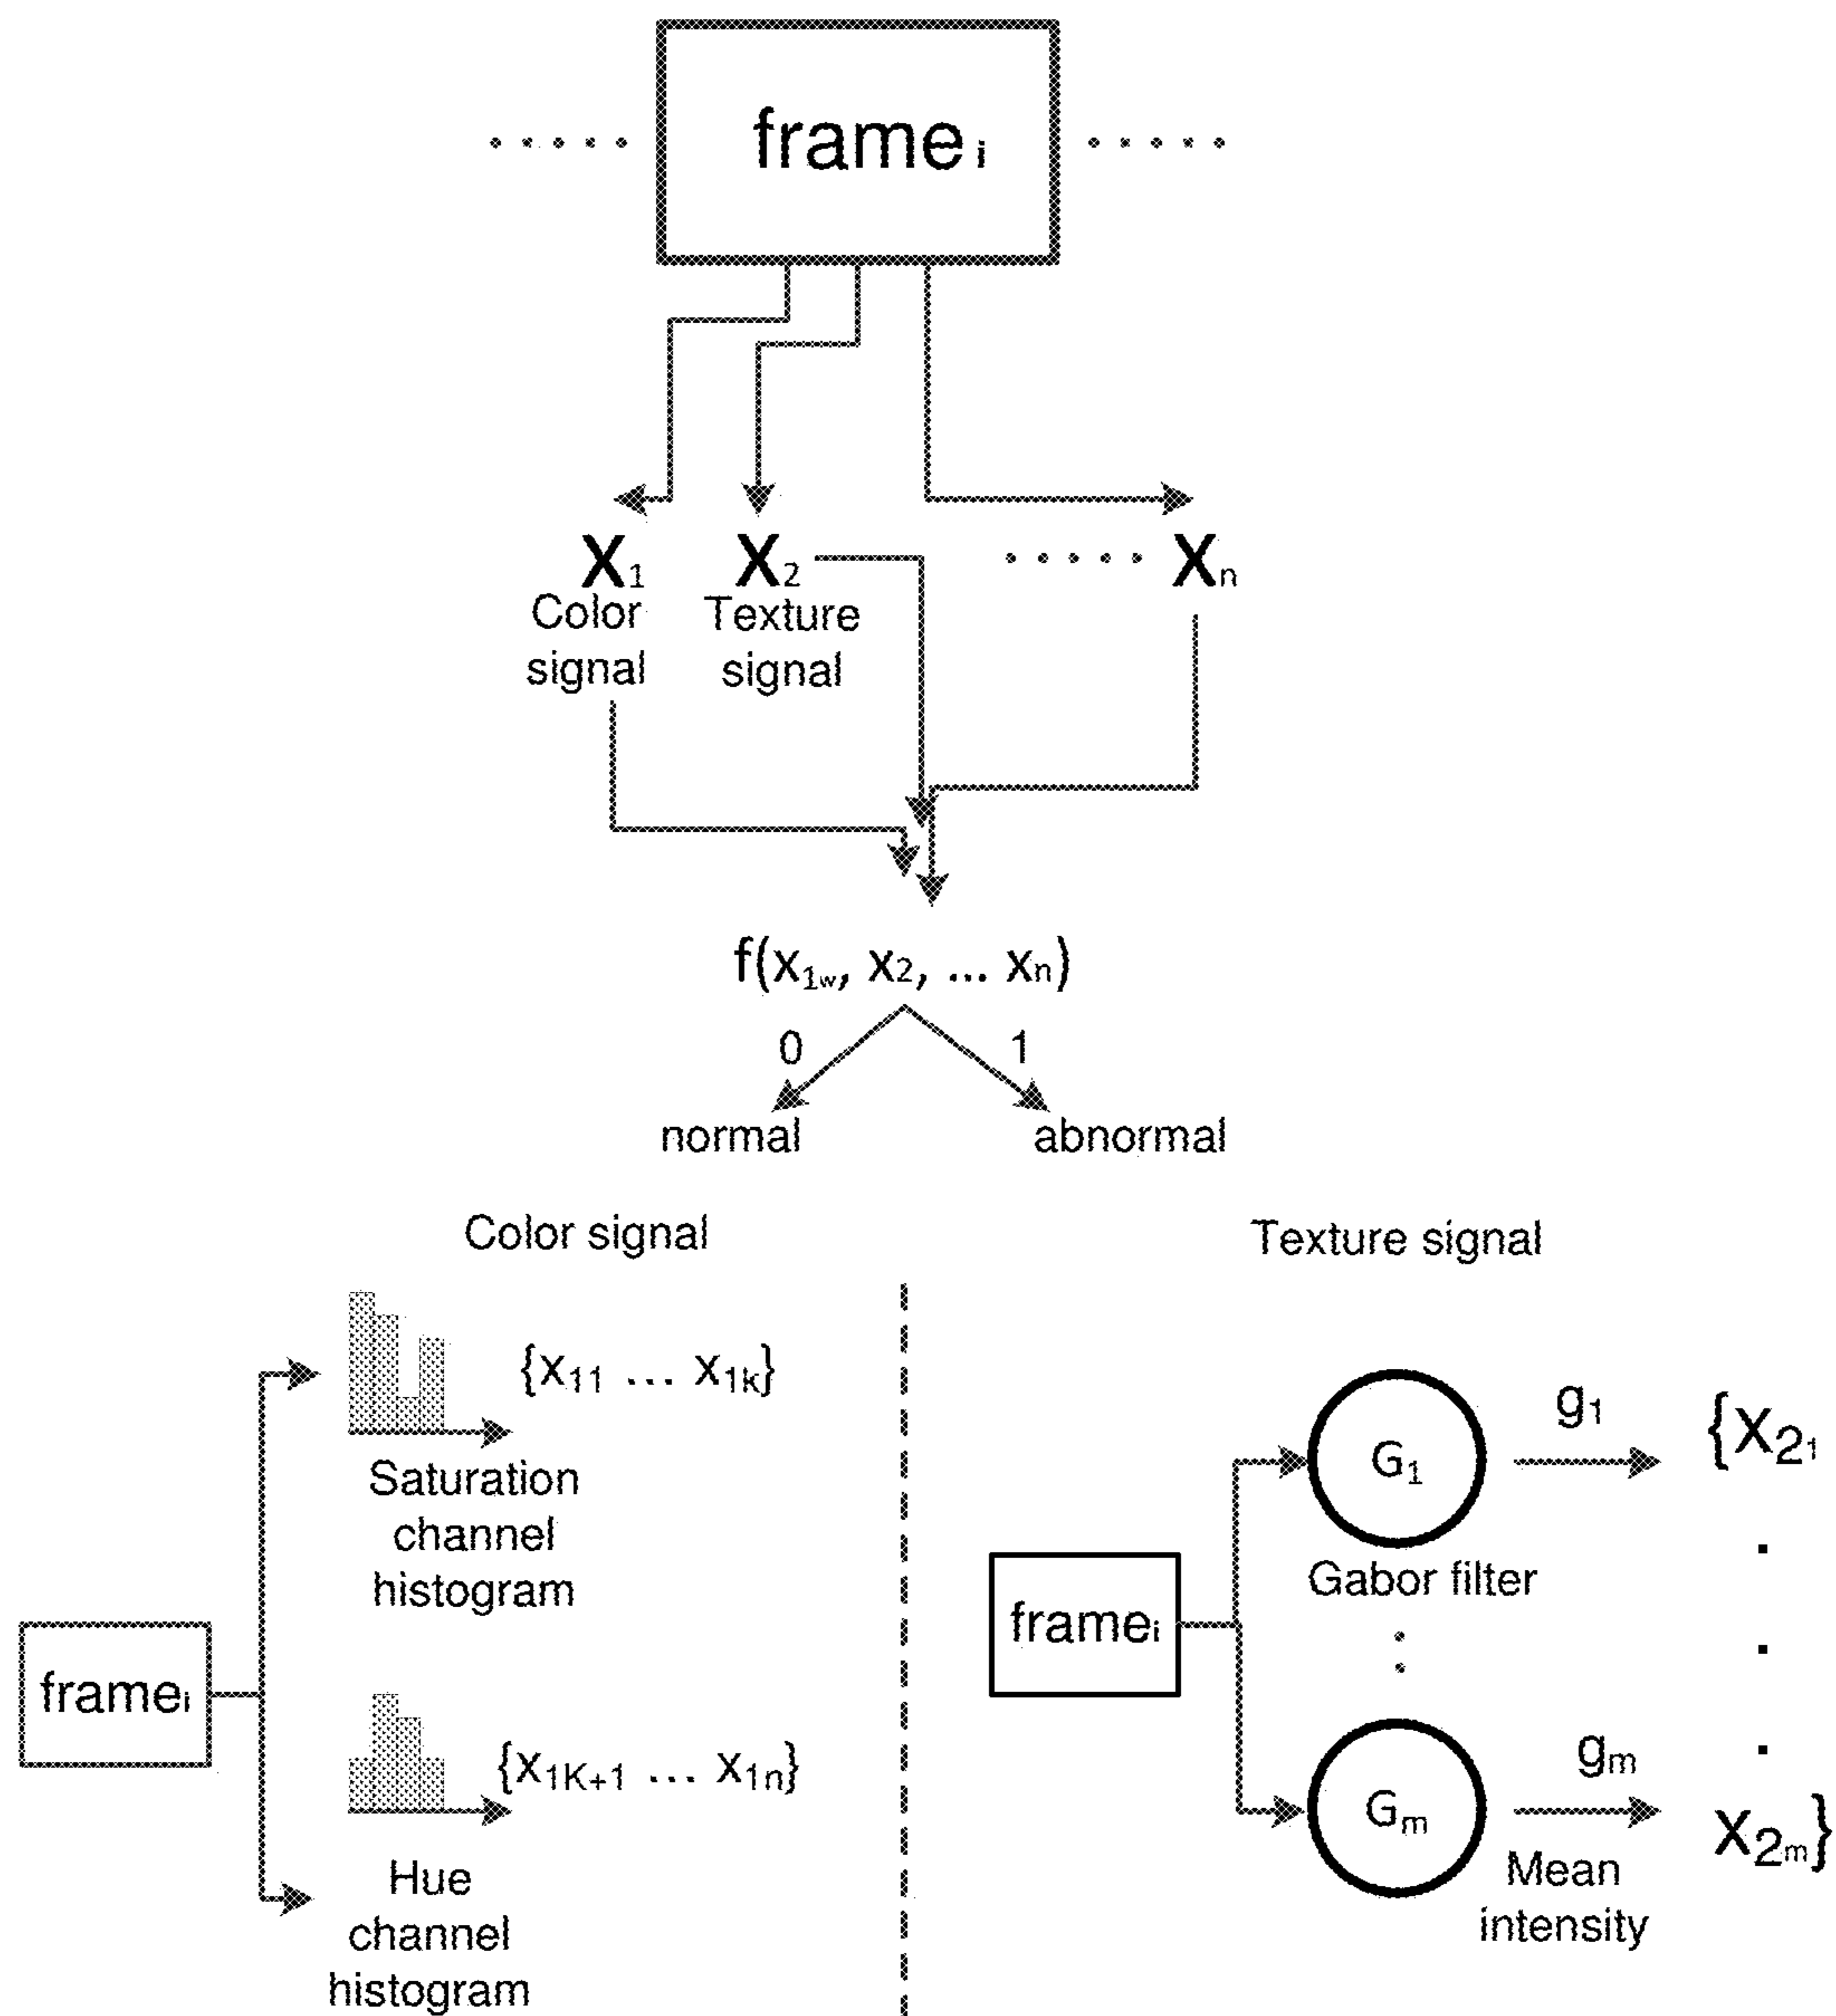 frame i
x1 x2 ..... xn
Color signal
Texture signal
f(x1w, x2, ... xn)
0 1
normal abnormal
Color signal
{x11 ... x1k}
Saturation
channel
histogram
framei
{x1K+1 ... x1n}
Hue
channel
histogram
Texture signal
G1
g1
{x21
Gabor filter
framei
Gm
gm
x2m}
Mean
intensity